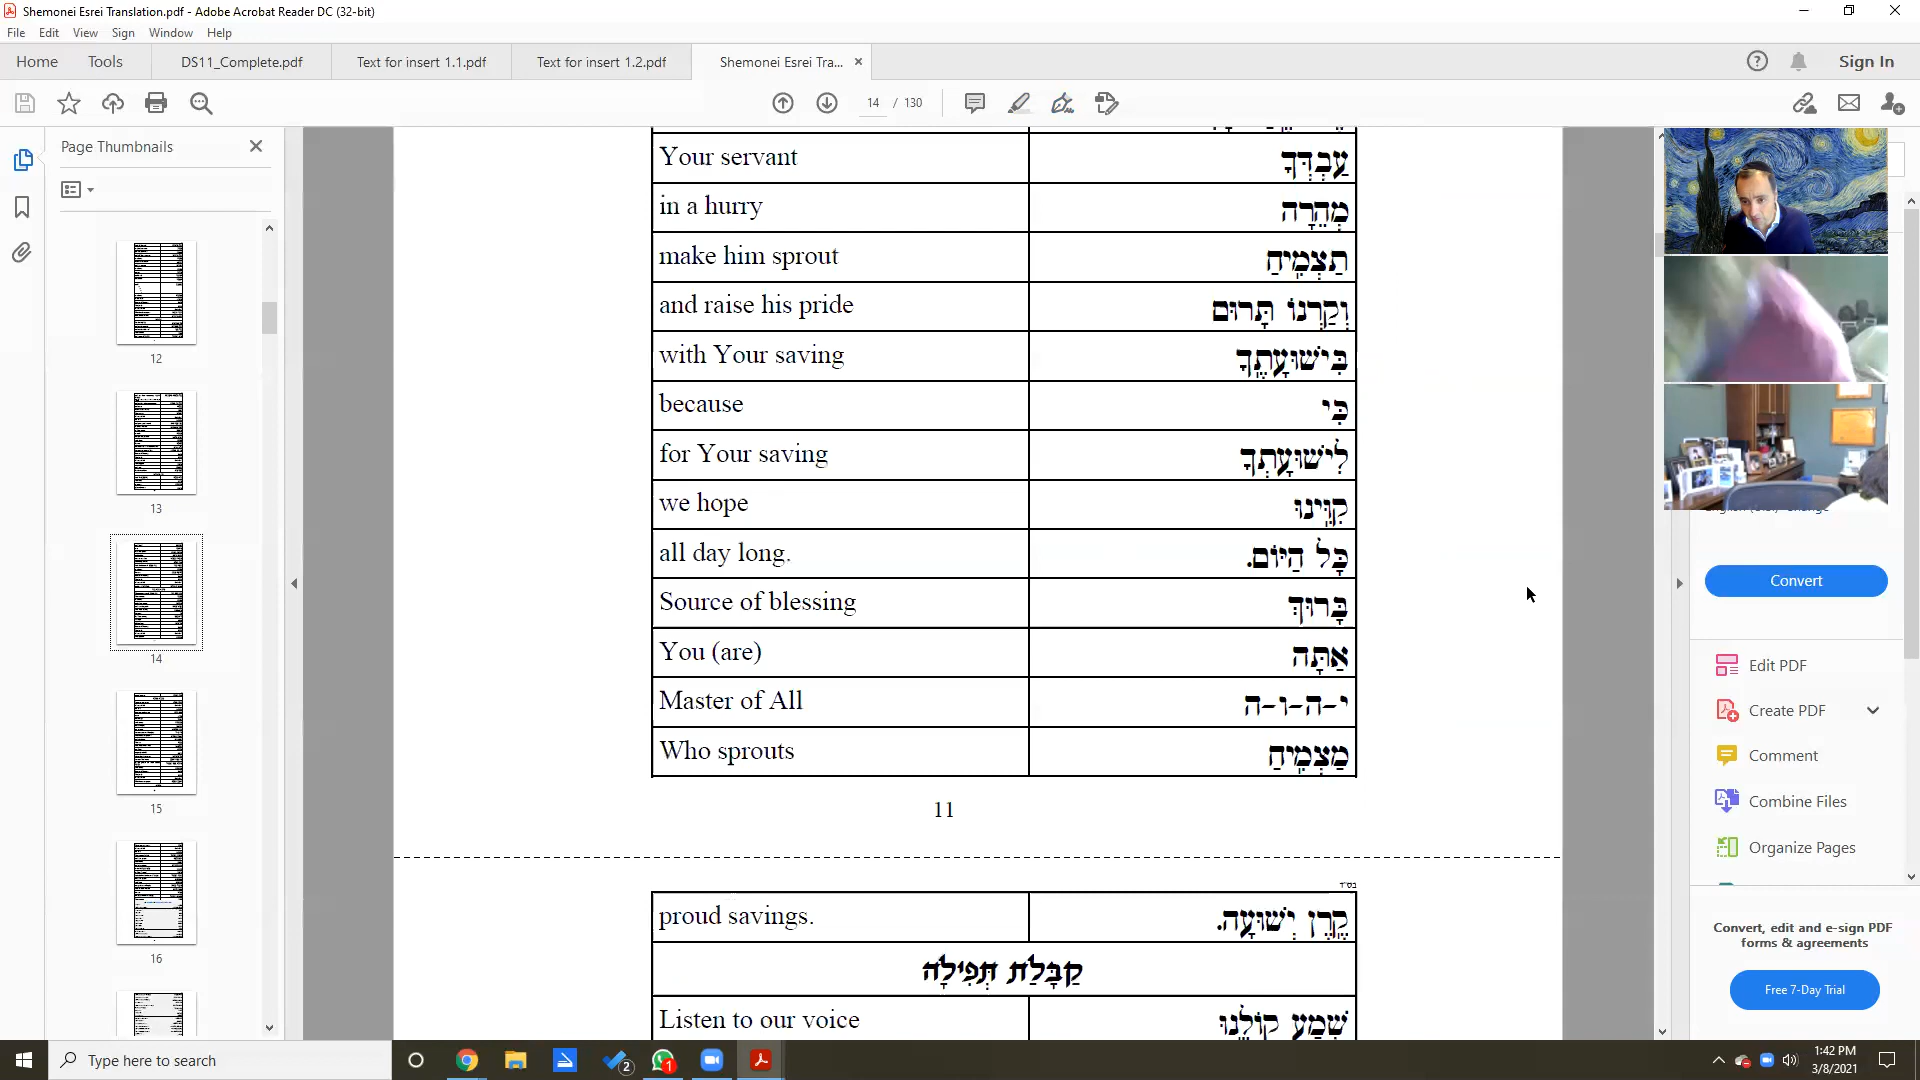 Shemonei Esrei Translation.pdf - Adobe Acrobat Reader DC (32-bit)
File Edit View Sign Window Help
Home Tools DS11_Complete.pdf Text for insert 1.1.pdf Text for insert 1.2.pdf Shemonei Esrei Tra... Sign In
14 / 130
Page Thumbnails
12
13
14
15
16
Your servant עַבְדְּךָ
in a hurry מְהֵרָה
make him sprout תַצְמִֽיחַ
and raise his pride וְקַרְנוֹ תָּרוּם
with Your saving בִּישׁוּעָתֶֽךָ
because כִּי
for Your saving לִישׁוּעָתְךָ
we hope קִוִּֽינוּ
all day long. כָּל הַיּוֹם.
Source of blessing בָּרוּךְ
You (are) אַתָּה
Master of All י-ה-ו-ה
Who sprouts מַצְמִֽיחַ
11
בס"ד
proud savings. קֶֽרֶן יְשׁוּעָה.
קַבָּלַת תְּפִילָה
Listen to our voice שְׁמַע קוֹלֵֽנוּ
Convert
Edit PDF
Create PDF
Comment
Combine Files
Organize Pages
Convert, edit and e-sign PDF
forms & agreements
Free 7-Day Trial
Type here to search
2
1
1:42 PM
3/8/2021